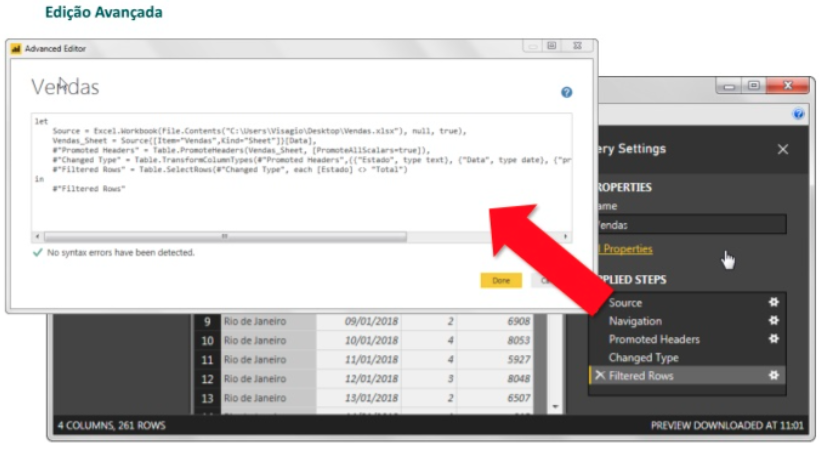 Edição Avançada
Advanced Editor
Vendas
let
Source = Excel.Workbook(File.Contents("C:\Users\Visagio\Desktop\Vendas.xlsx"), null, true),
Vendas_Sheet = Source{[Item="Vendas",Kind="Sheet"]}[Data],
#"Promoted Headers" = Table.PromoteHeaders(Vendas_Sheet, [PromoteAllScalars=true]),
#"Changed Type" = Table.TransformColumnTypes(#"Promoted Headers",{{"Estado", type text}, {"Data", type date}, {"pr
#"Filtered Rows" = Table.SelectRows(#"Changed Type", each [Estado] <> "Total")
in
#"Filtered Rows"
No syntax errors have been detected.
Done
ery Settings
ROPERTIES
ame
endas
l Properties
PPLIED STEPS
Source
Navigation
Promoted Headers
Changed Type
Filtered Rows
9 Rio de Janeiro 09/01/2018 2 6908
10 Rio de Janeiro 10/01/2018 4 8053
11 Rio de Janeiro 11/01/2018 4 5927
12 Rio de Janeiro 12/01/2018 3 8048
13 Rio de Janeiro 13/01/2018 2 6507
4 COLUMNS, 261 ROWS
PREVIEW DOWNLOADED AT 11:01